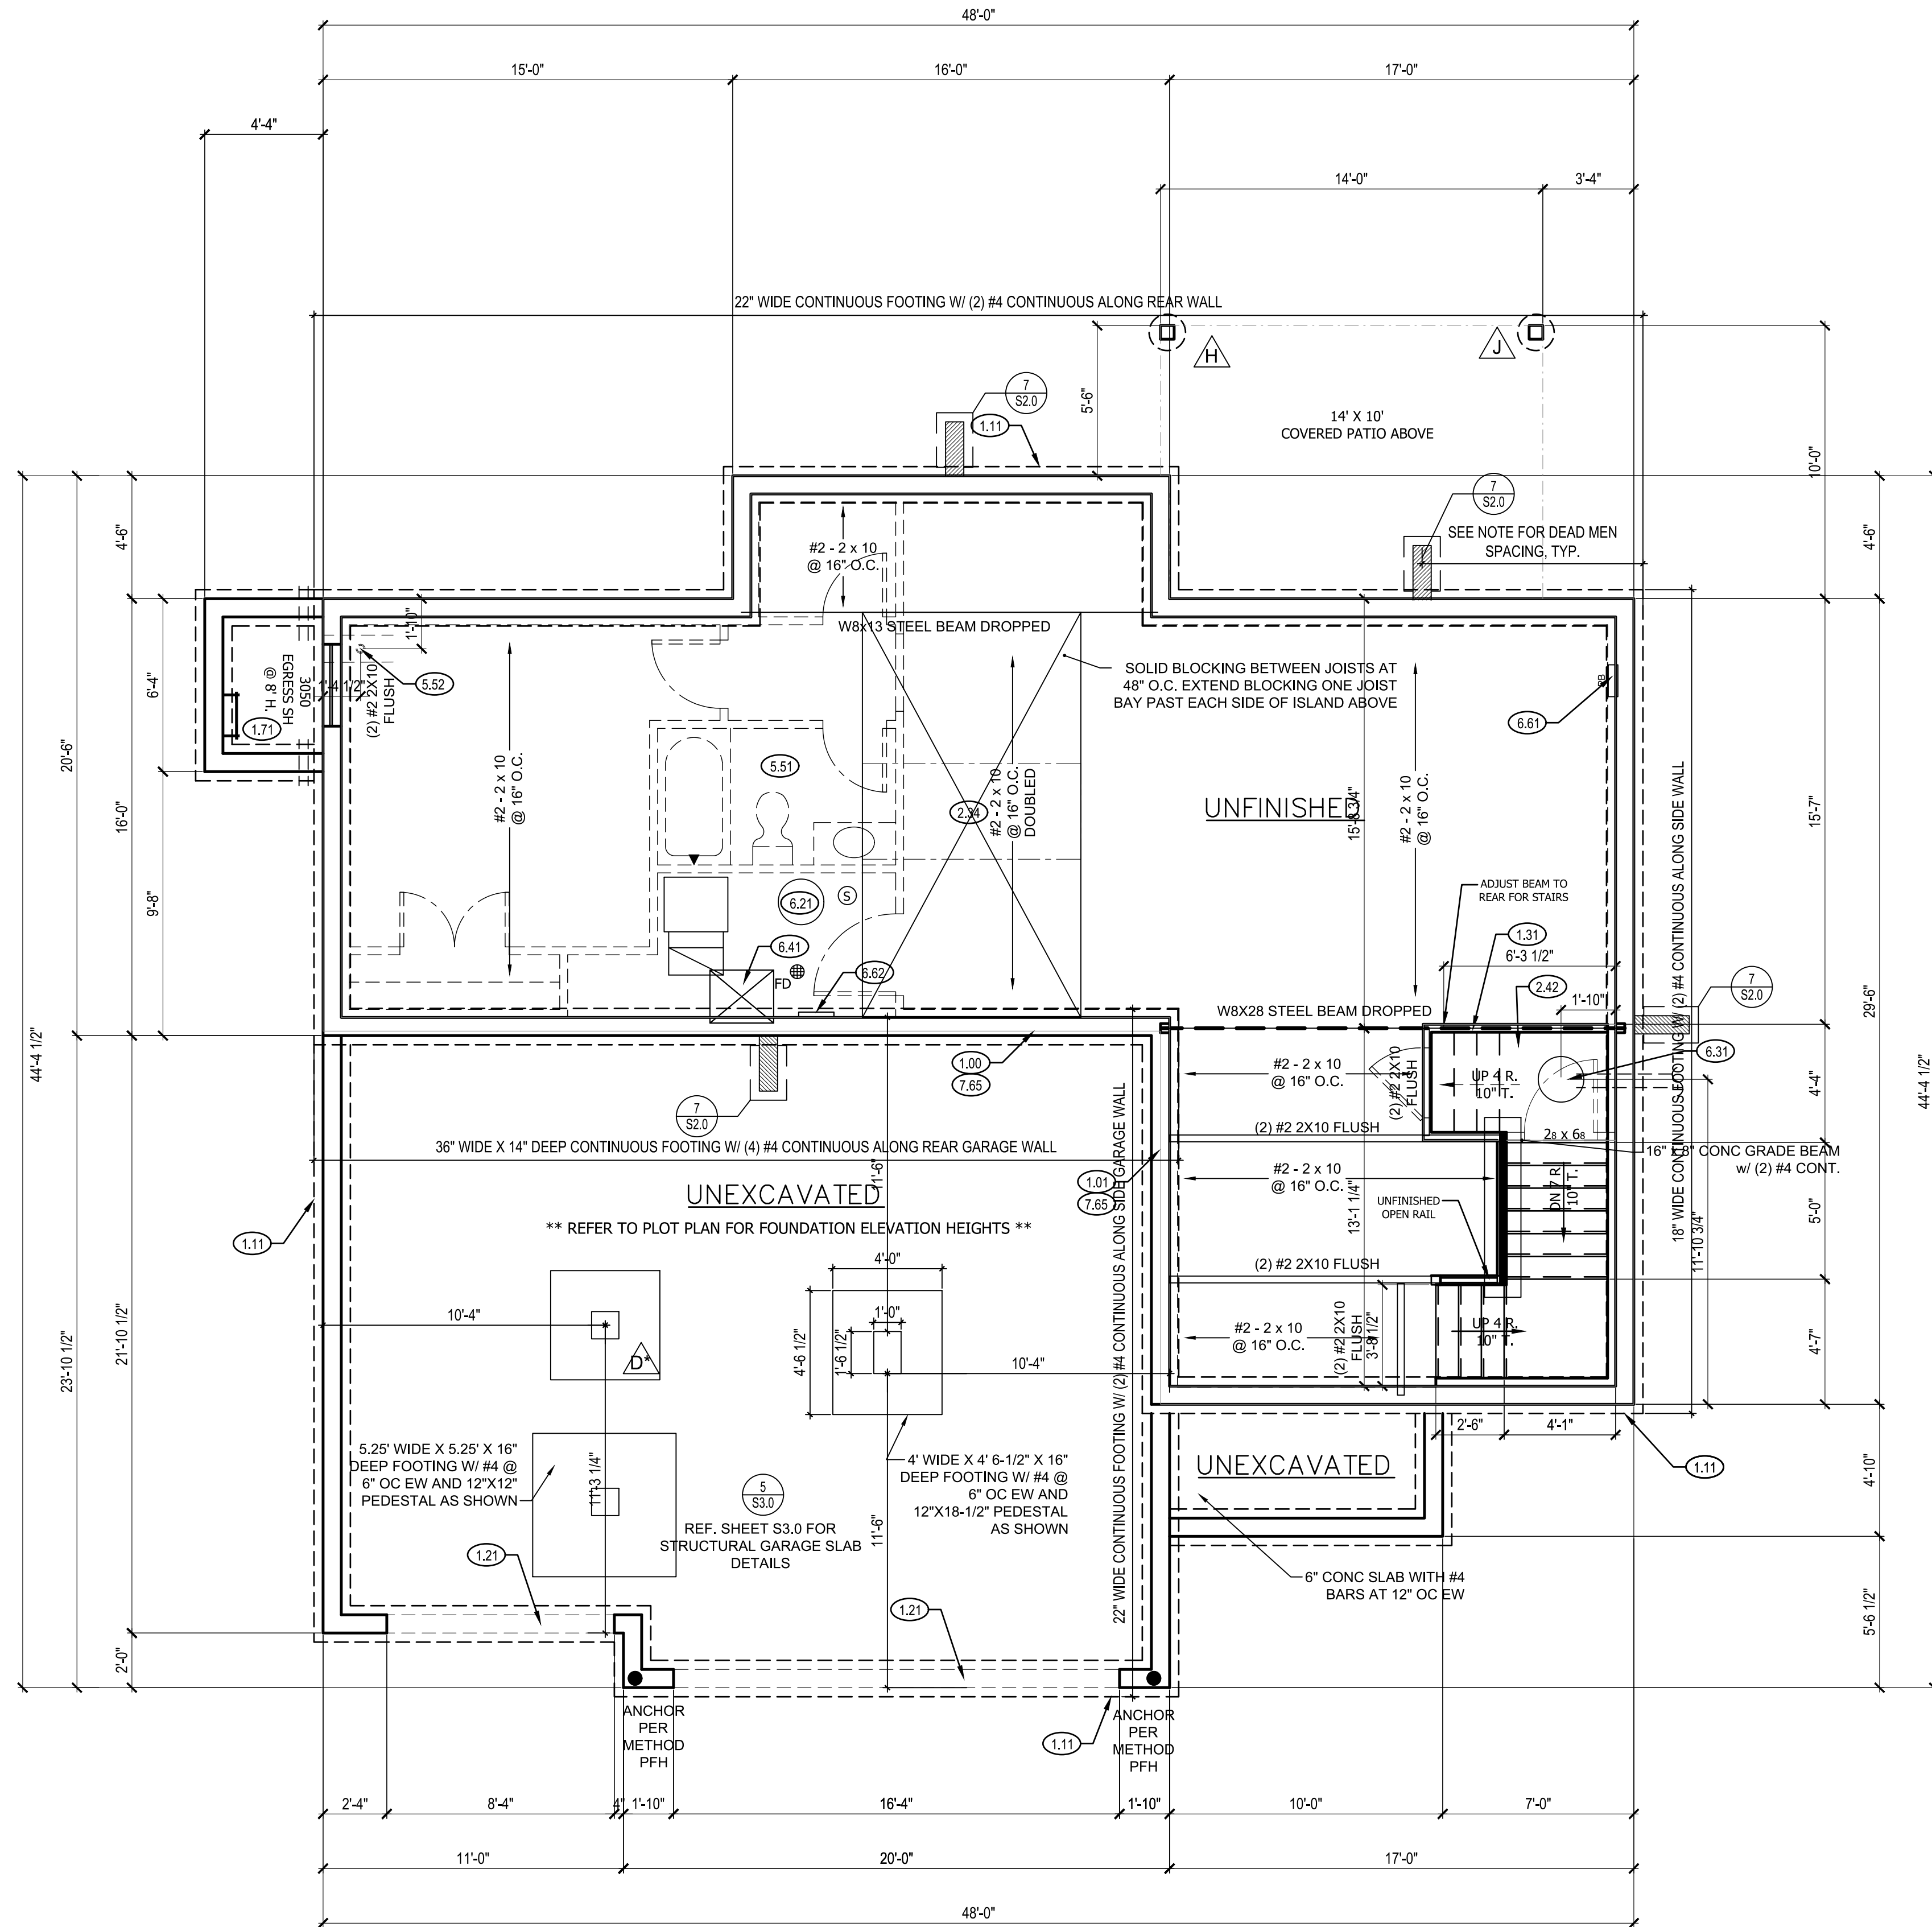 48'-0"
15'-0"
16'-0"
17'-0"
4'-4"
14'-0"
3'-4"
22" WIDE CONTINUOUS FOOTING W/ (2) #4 CONTINUOUS ALONG REAR WALL
H
J
7
S2.0
1.11
5'-6"
14' X 10'
COVERED PATIO ABOVE
10'-0"
7
S2.0
SEE NOTE FOR DEAD MEN
SPACING, TYP.
4'-6"
4'-6"
#2 - 2 x 10
@ 16" O.C.
W8x13 STEEL BEAM DROPPED
1'-10"
5.52
1'-4 1/2"
(2) #2 2X10
FLUSH
3050
EGRESS SH
@ 8' H.
1.71
6'-4"
SOLID BLOCKING BETWEEN JOISTS AT
48" O.C. EXTEND BLOCKING ONE JOIST
BAY PAST EACH SIDE OF ISLAND ABOVE
6.61
20'-6"
16'-0"
9'-8"
#2 - 2 x 10
@ 16" O.C.
5.51
2.34
#2 - 2 x 10
@ 16" O.C.
DOUBLED
UNFINISHED
15'-8 3/4"
#2 - 2 x 10
@ 16" O.C.
15'-7"
18" WIDE CONTINUOUS FOOTING W/ (2) #4 CONTINUOUS ALONG SIDE WALL
6.21
S
6.41
FD
6.62
ADJUST BEAM TO
REAR FOR STAIRS
1.31
6'-3 1/2"
2.42
1'-10"
7
S2.0
W8X28 STEEL BEAM DROPPED
29'-6"
44'-4 1/2"
44'-4 1/2"
1.00
7.65
#2 - 2 x 10
@ 16" O.C.
(2) #2 2X10
FLUSH
UP 4 R.
10" T.
6.31
4'-4"
7
S2.0
36" WIDE X 14" DEEP CONTINUOUS FOOTING W/ (4) #4 CONTINUOUS ALONG REAR GARAGE WALL
11'-6"
(2) #2 2X10 FLUSH
28 x 68
16" X 8" CONC GRADE BEAM
w/ (2) #4 CONT.
UNEXCAVATED
1.01
7.65
#2 - 2 x 10
@ 16" O.C.
13'-1 1/4"
UNFINISHED
OPEN RAIL
DN 7 R
10" T.
5'-0"
11'-10 3/4"
** REFER TO PLOT PLAN FOR FOUNDATION ELEVATION HEIGHTS **
1.11
4'-0"
1'-0"
(2) #2 2X10 FLUSH
22" WIDE CONTINUOUS FOOTING W/ (2) #4 CONTINUOUS ALONG SIDE GARAGE WALL
10'-4"
D*
4'-6 1/2"
1'-6 1/2"
10'-4"
#2 - 2 x 10
@ 16" O.C.
(2) #2 2X10
FLUSH
3'-8 1/2"
UP 4 R.
10" T.
4'-7"
23'-10 1/2"
21'-10 1/2"
2'-6"
4'-1"
5.25' WIDE X 5.25' X 16"
DEEP FOOTING W/ #4 @
6" OC EW AND 12"X12"
PEDESTAL AS SHOWN
11'-3 1/4"
5
S3.0
REF. SHEET S3.0 FOR
STRUCTURAL GARAGE SLAB
DETAILS
4' WIDE X 4' 6-1/2" X 16"
DEEP FOOTING W/ #4 @
6" OC EW AND
12"X18-1/2" PEDESTAL
AS SHOWN
11'-6"
UNEXCAVATED
1.11
4'-10"
1.21
1.21
6" CONC SLAB WITH #4
BARS AT 12" OC EW
5'-6 1/2"
2'-0"
ANCHOR
PER
METHOD
PFH
1.11
ANCHOR
PER
METHOD
PFH
2'-4"
8'-4"
4"
1'-10"
16'-4"
1'-10"
10'-0"
7'-0"
11'-0"
20'-0"
17'-0"
48'-0"